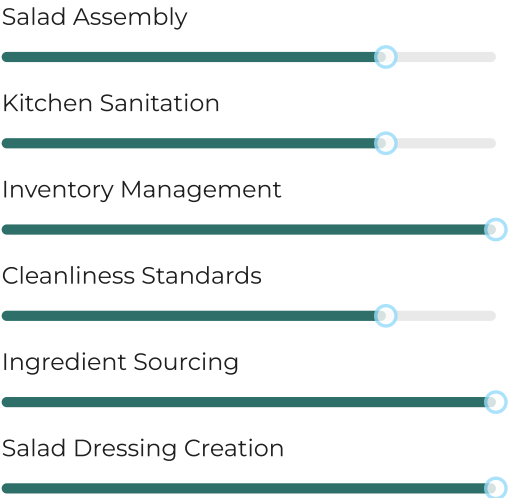 Salad Assembly
Kitchen Sanitation
Inventory Management
Cleanliness Standards
Ingredient Sourcing
Salad Dressing Creation